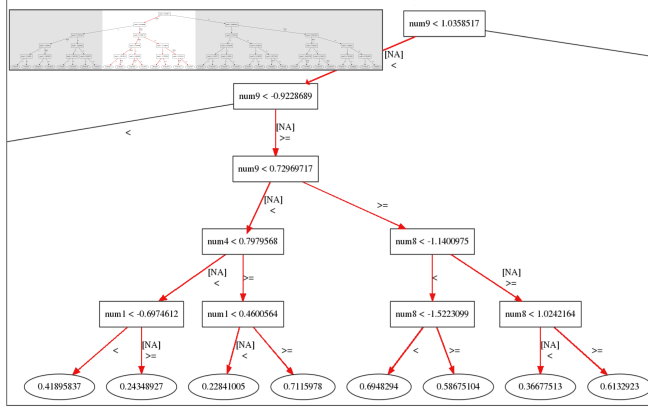 num9 < 1.0358517
[NA]
<
num9 < -0.9228689
<
[NA]
>=
num9 < 0.72969717
[NA]
<
>=
num4 < 0.7979568
num8 < -1.1400975
[NA]
<
>=
<
[NA]
>=
num1 < -0.6974612
num1 < 0.4600564
num8 < -1.5223099
num8 < 1.0242164
<
[NA]
>=
[NA]
<
>=
<
>=
[NA]
<
>=
0.41895837
0.24348927
0.22841005
0.7115978
0.6948294
0.58675104
0.36677513
0.6132923